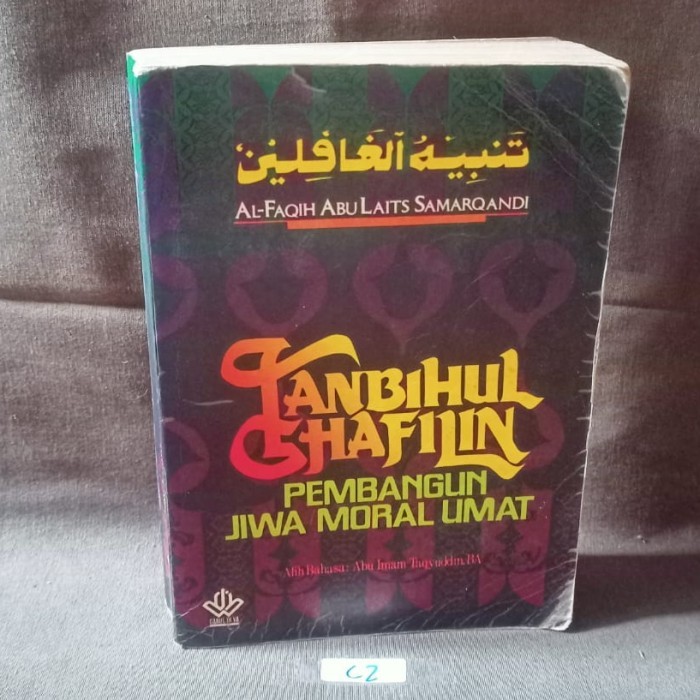 تنبيه الغافلين
AL-FAQIH ABU LAITS SAMARQANDI
TANBIHUL
GHAFILIN
PEMBANGUN
JIWA MORAL UMAT
Alih Bahasa: Abu Imam Taqyuddin, BA
C2